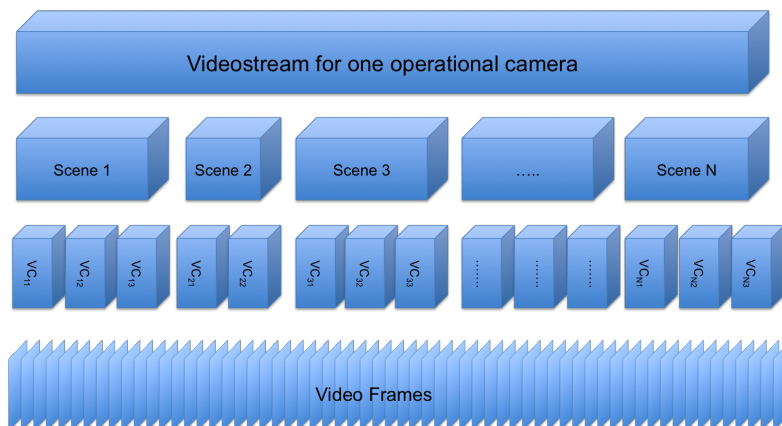 Videostream for one operational camera
Scene 1
Scene 2
Scene 3
.....
Scene N
VC11
VC12
VC13
VC21
VC22
VC31
VC32
VC33
.......
.......
.......
VCN1
VCN2
VCN3
Video Frames